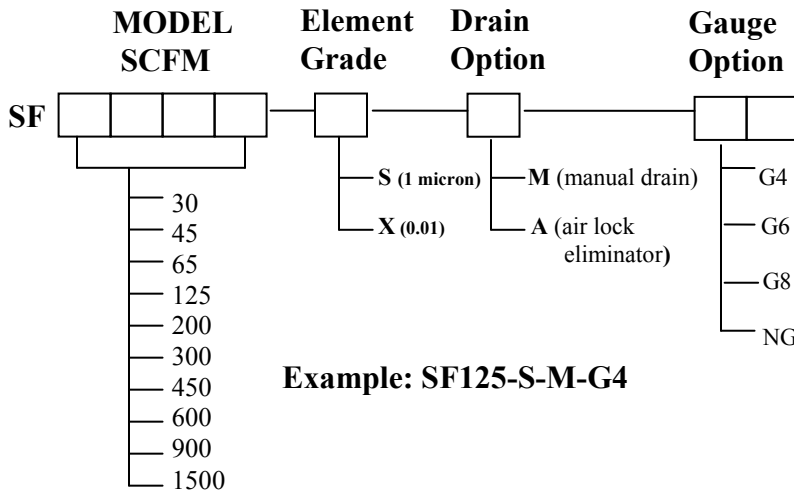 MODEL
SCFM
Element
Grade
Drain
Option
Gauge
Option
SF
30
45
65
125
200
300
450
600
900
1500
S (1 micron)
X (0.01)
M (manual drain)
A (air lock
eliminator)
G4
G6
G8
NG
Example: SF125-S-M-G4